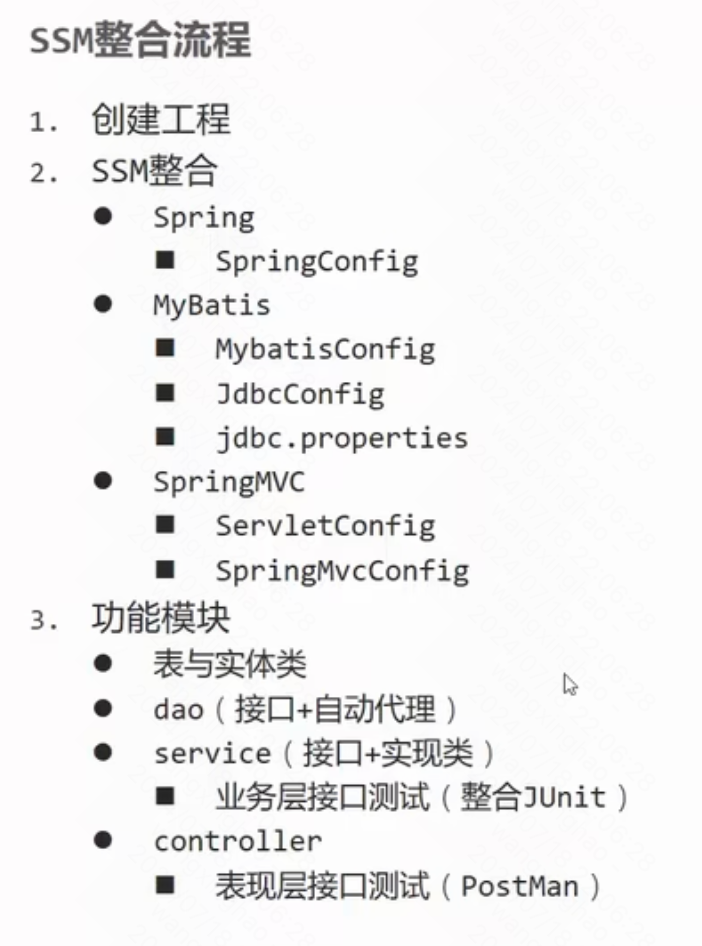 SSM整合流程
1. 创建工程
2. SSM整合
● Spring
■ SpringConfig
● MyBatis
■ MybatisConfig
■ JdbcConfig
■ jdbc.properties
● SpringMVC
■ ServletConfig
■ SpringMvcConfig
3. 功能模块
● 表与实体类
● dao（接口+自动代理）
● service（接口+实现类）
■ 业务层接口测试（整合JUnit）
● controller
■ 表现层接口测试（PostMan）